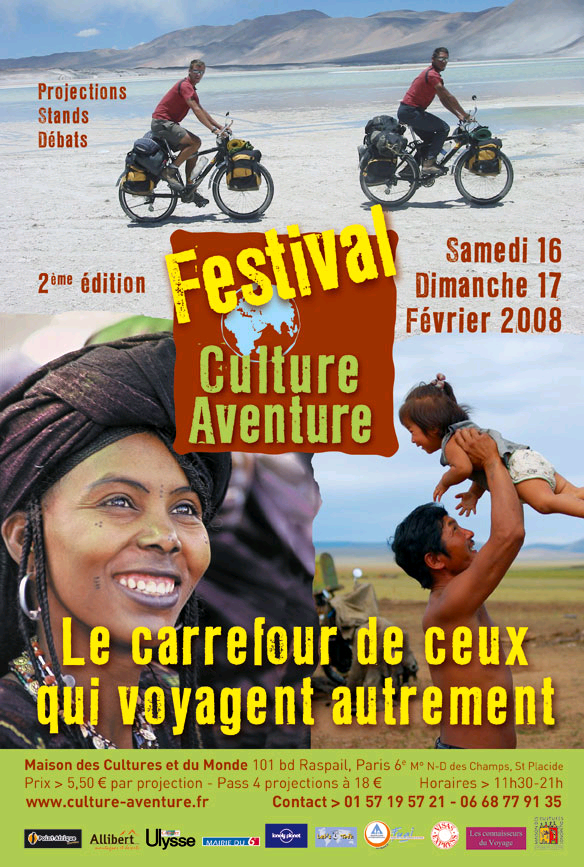 Projections
Stands
Débats
2ème édition
Festival
Culture
Aventure
Samedi 16
Dimanche 17
Février 2008
Le carrefour de ceux
qui voyagent autrement
Maison des Cultures et du Monde 101 bd Raspail, Paris 6e M° N-D des Champs, St Placide
Prix > 5,50 € par projection - Pass 4 projections à 18 € Horaires > 11h30-21h
www.culture-aventure.fr Contact > 01 57 19 57 21 - 06 68 77 91 35
Point Afrique
Allibert
Ulysse
MAIRIE DU 6
lonely planet
Les connaisseurs
du Voyage